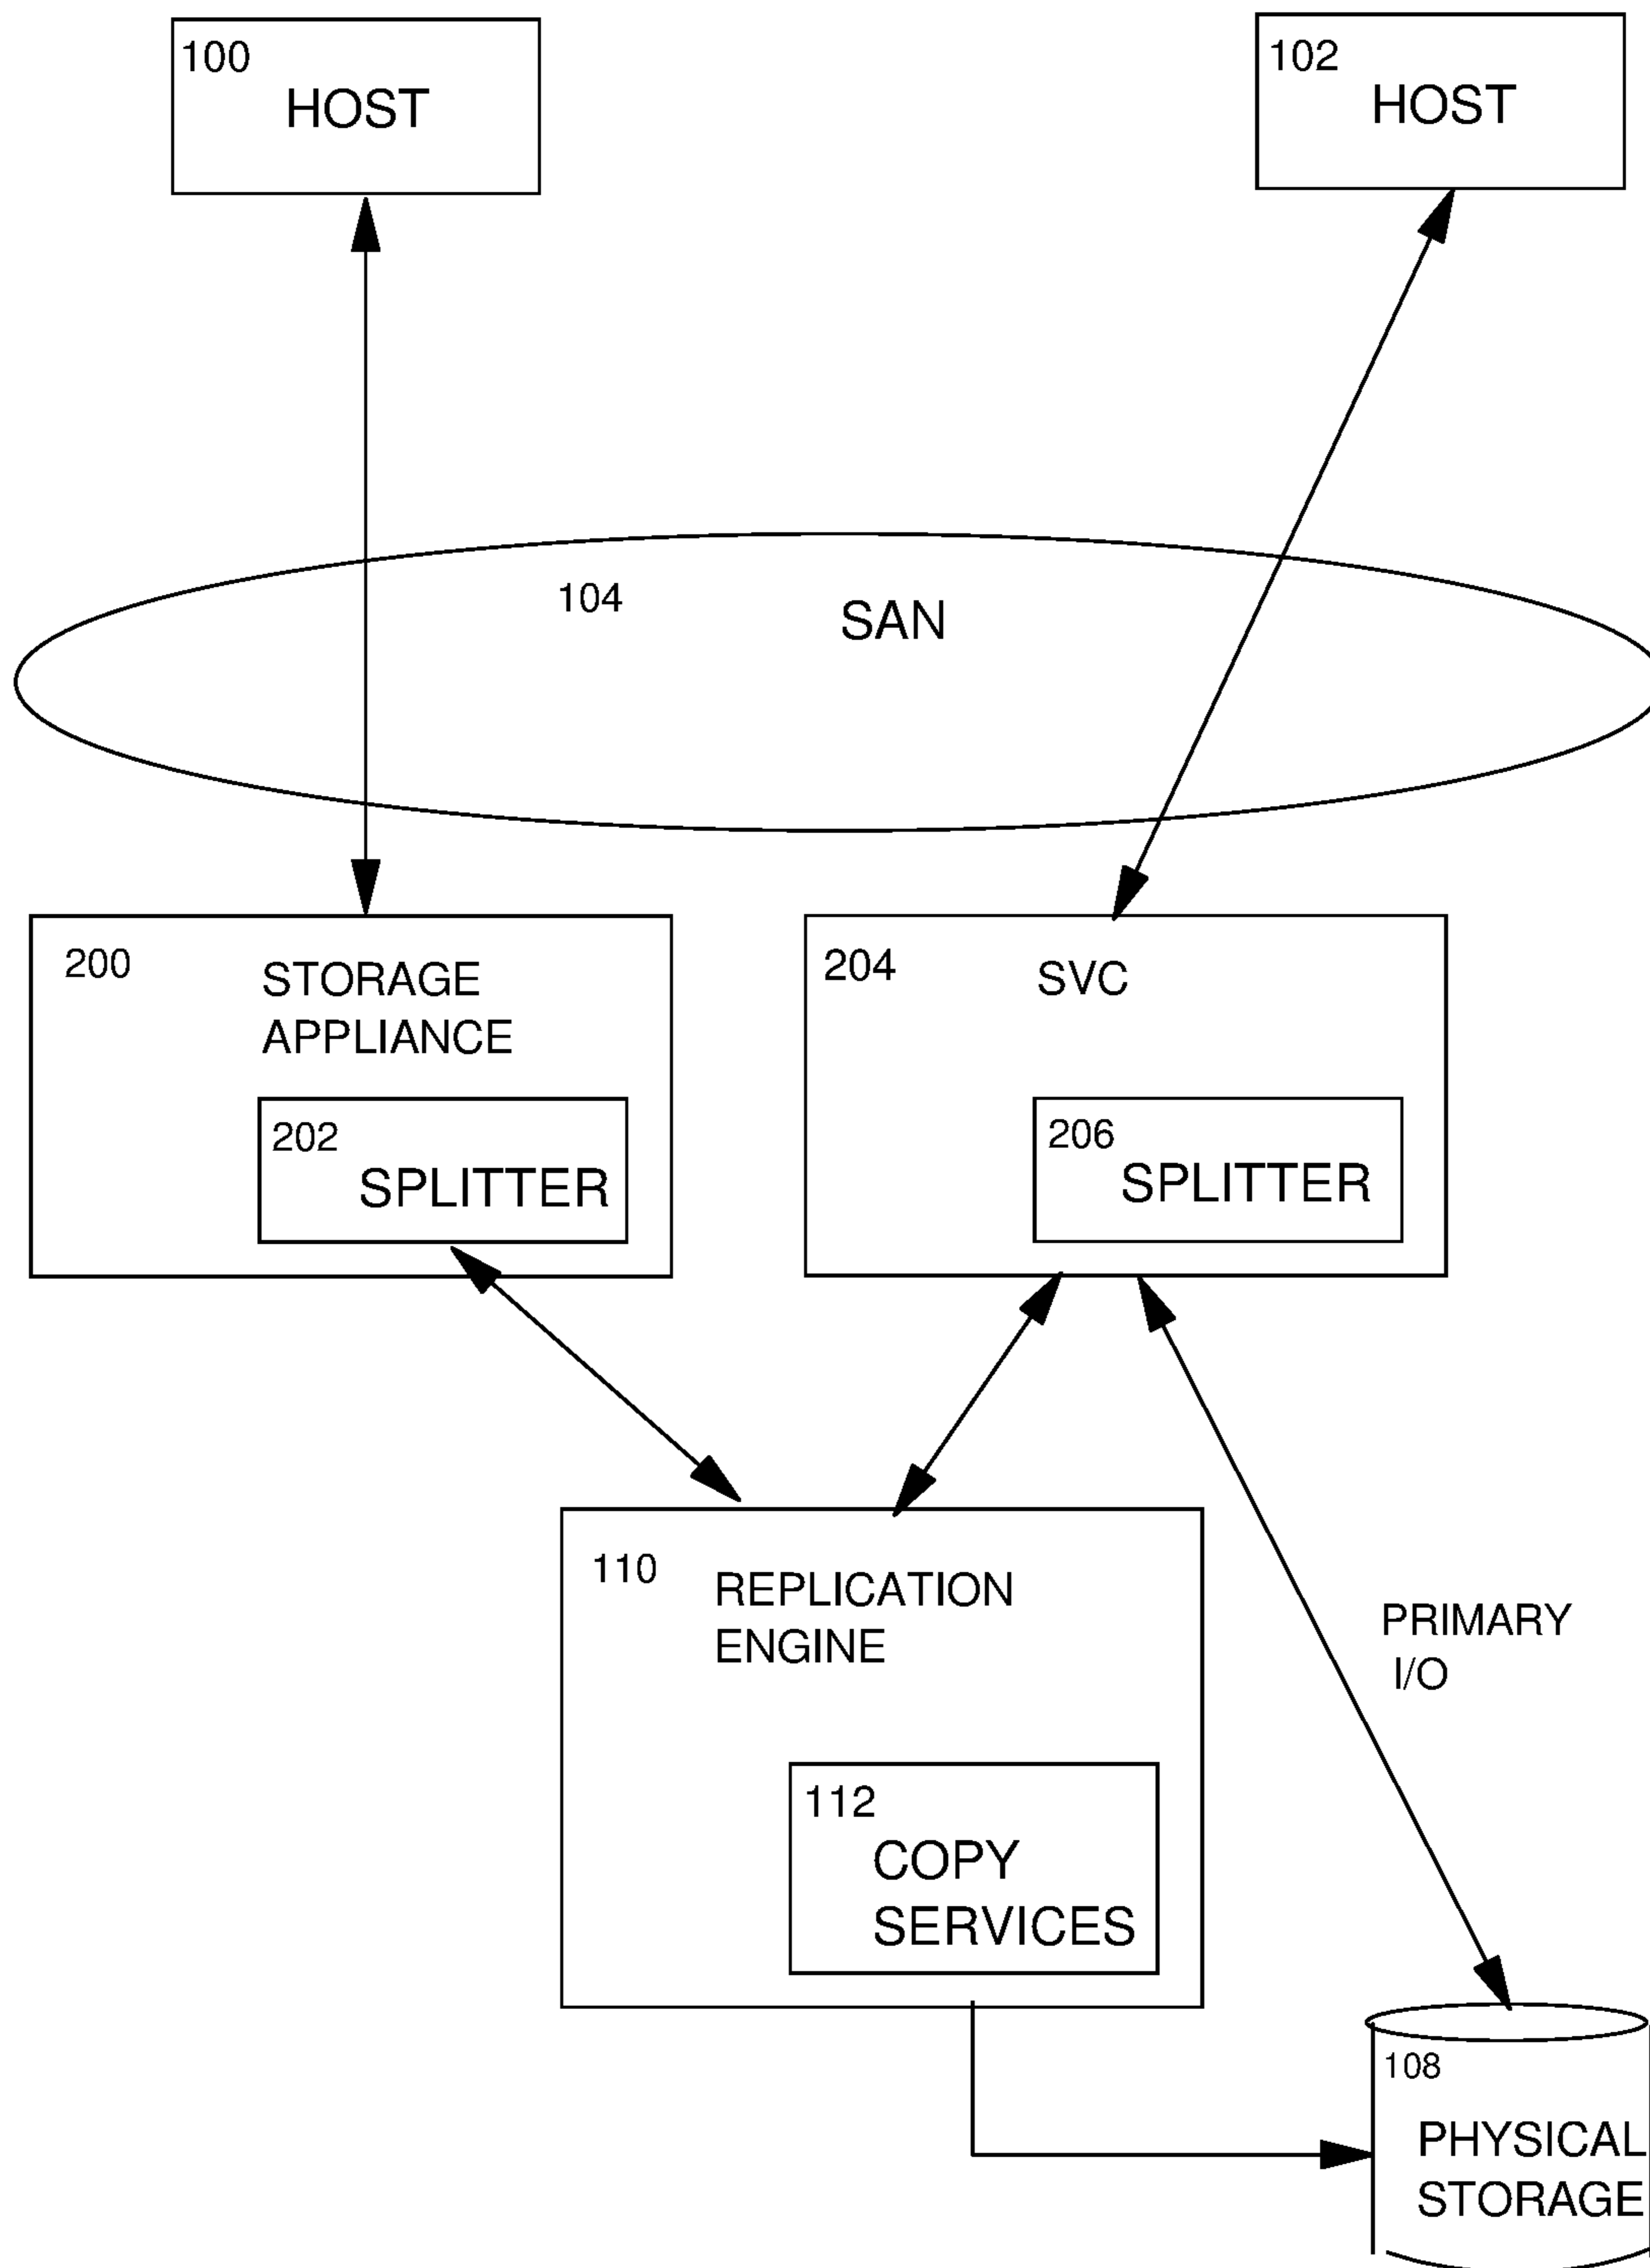 100
HOST
102
HOST
104
SAN
200
STORAGE
APPLIANCE
202
SPLITTER
204
SVC
206
SPLITTER
110
REPLICATION
ENGINE
112
COPY
SERVICES
PRIMARY
I/O
108
PHYSICAL
STORAGE